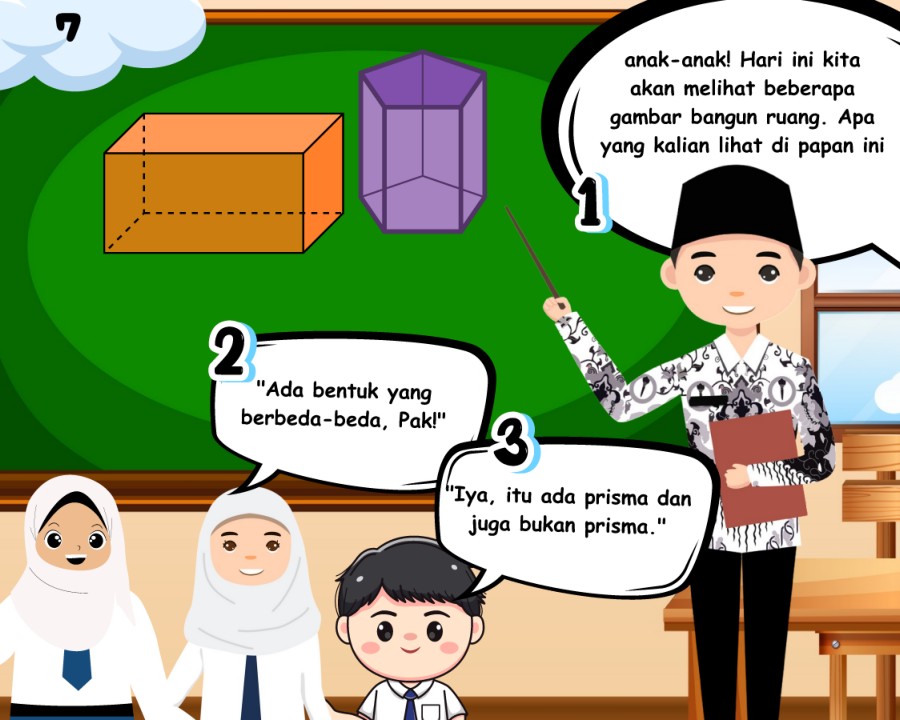 7
anak-anak! Hari ini kita
akan melihat beberapa
gambar bangun ruang. Apa
yang kalian lihat di papan ini
1
2
"Ada bentuk yang
berbeda-beda, Pak!"
3
"Iya, itu ada prisma dan
juga bukan prisma."